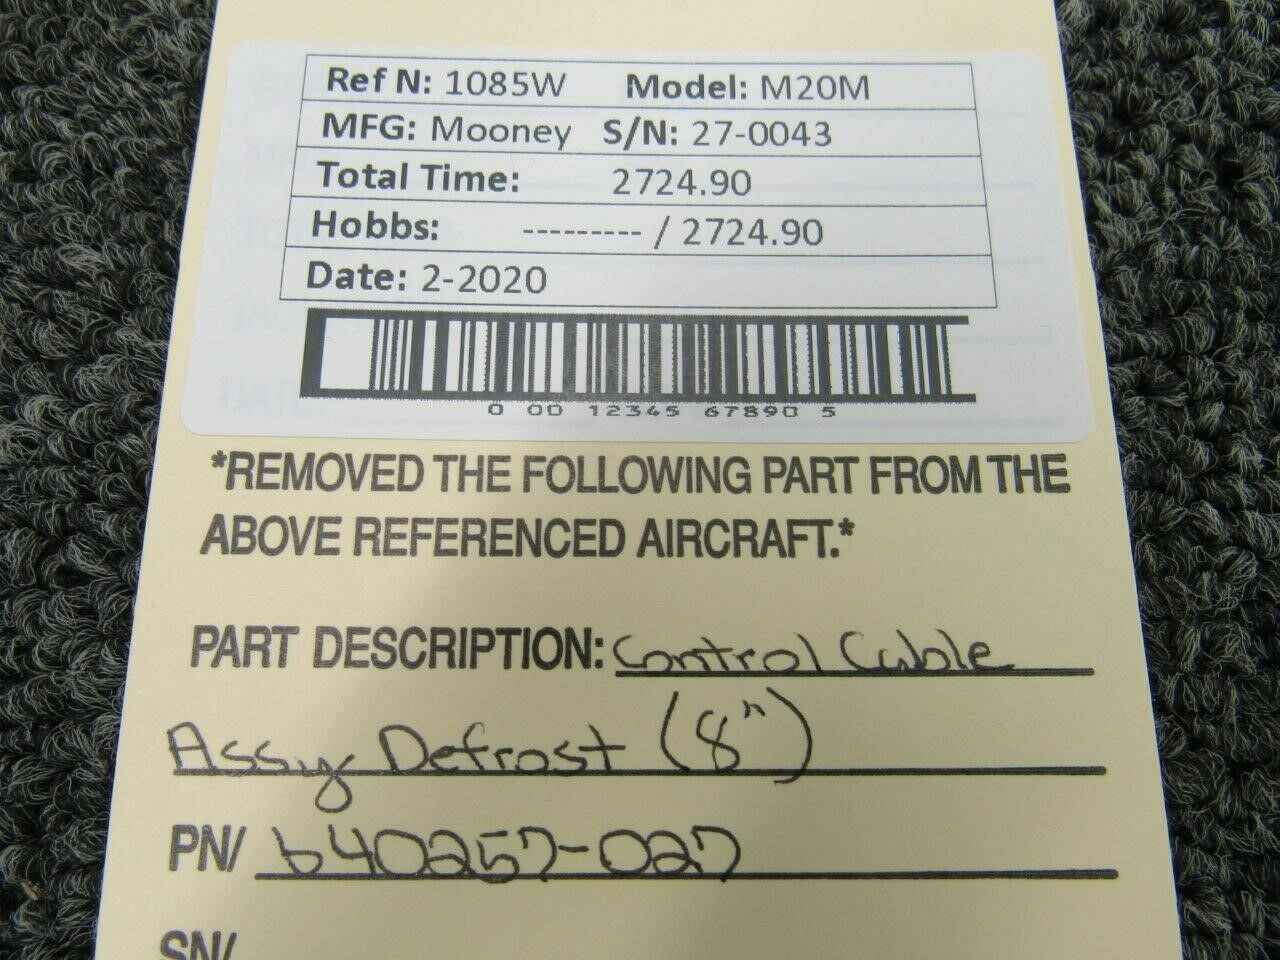 Ref N: 1085W Model: M20M
MFG: Mooney S/N: 27-0043
Total Time: 2724.90
Hobbs: --------- / 2724.90
Date: 2-2020
0 00 12345 67890 5
*REMOVED THE FOLLOWING PART FROM THE
ABOVE REFERENCED AIRCRAFT.*
PART DESCRIPTION: Control Cable
Assy Defrost (8")
PN/ 640257-027
SN/